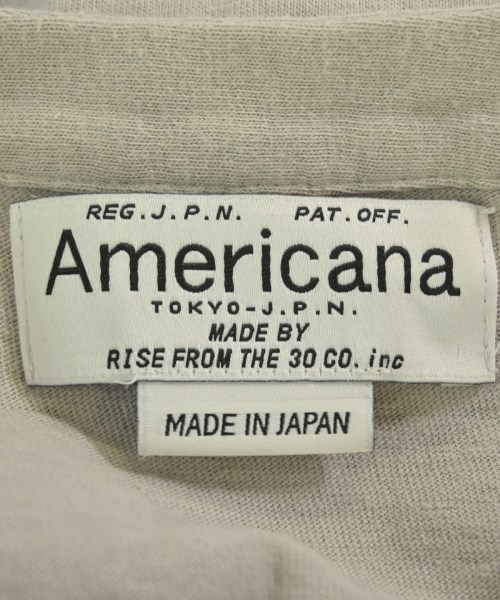 REG.J.P.N. PAT.OFF.
Americana
TOKYO-J.P.N.
MADE BY
RISE FROM THE 30 CO. inc
MADE IN JAPAN